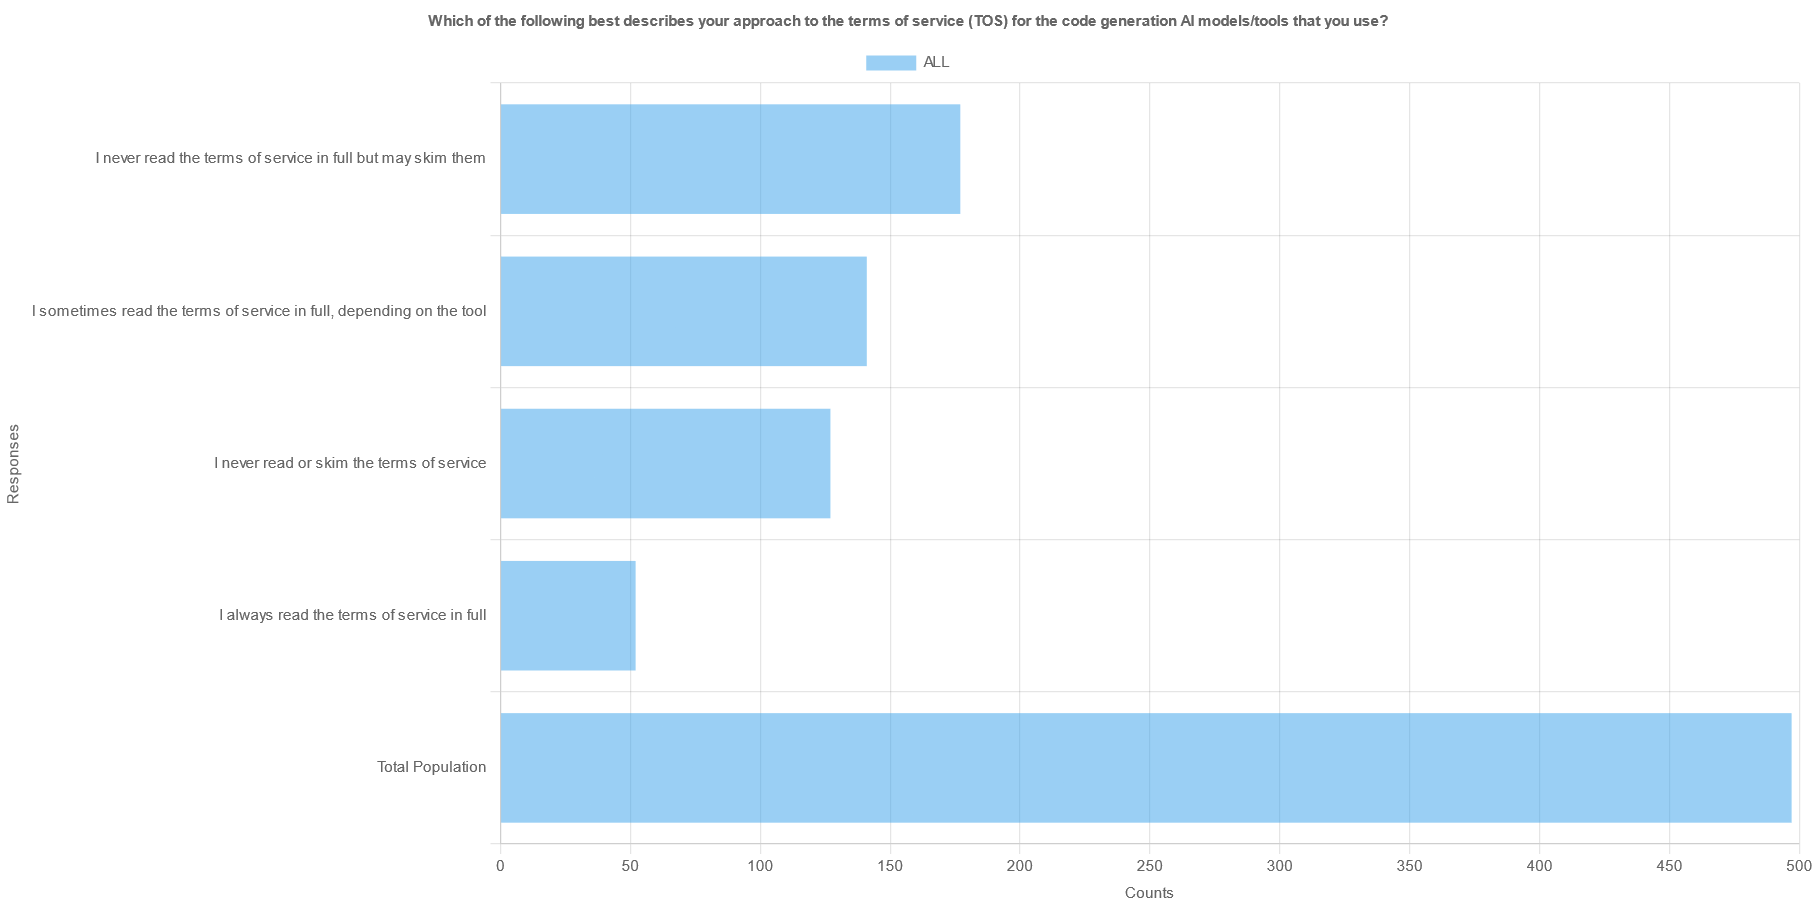 Which of the following best describes your approach to the terms of service (TOS) for the code generation AI models/tools that you use?
ALL
I never read the terms of service in full but may skim them
I sometimes read the terms of service in full, depending on the tool
I never read or skim the terms of service
I always read the terms of service in full
Total Population
Responses
0 50 100 150 200 250 300 350 400 450 500
Counts